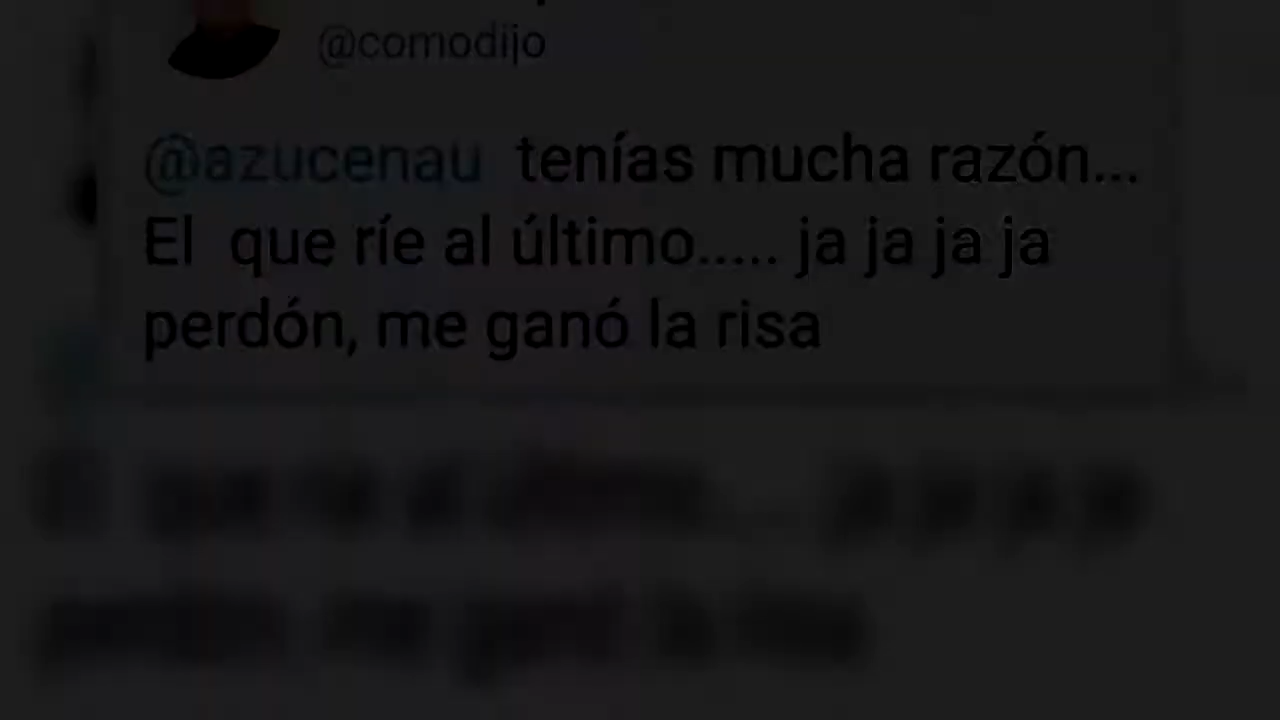 @comodijo
@azucenau tenías mucha razón...
El que ríe al último..... ja ja ja ja
perdón, me ganó la risa